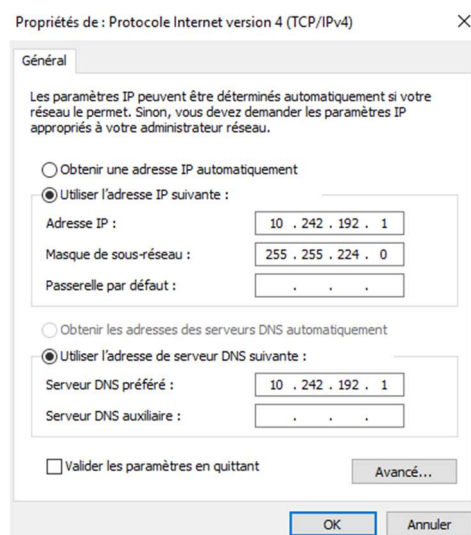 Propriétés de : Protocole Internet version 4 (TCP/IPv4)
Général
Les paramètres IP peuvent être déterminés automatiquement si votre
réseau le permet. Sinon, vous devez demander les paramètres IP
appropriés à votre administrateur réseau.
Obtenir une adresse IP automatiquement
Utiliser l'adresse IP suivante :
Adresse IP : 10 . 242 . 192 . 1
Masque de sous-réseau : 255 . 255 . 224 . 0
Passerelle par défaut : . . .
Obtenir les adresses des serveurs DNS automatiquement
Utiliser l'adresse de serveur DNS suivante :
Serveur DNS préféré : 10 . 242 . 192 . 1
Serveur DNS auxiliaire : . . .
Valider les paramètres en quittant
Avancé...
OK Annuler